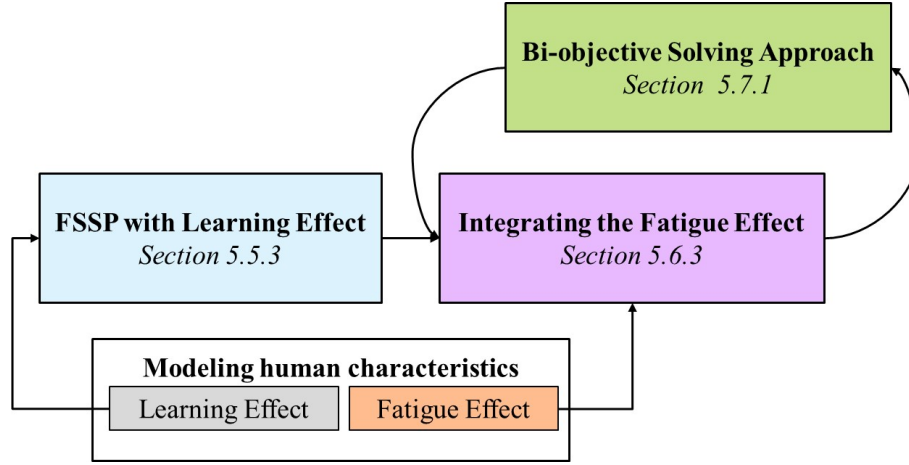 Bi-objective Solving Approach
Section 5.7.1
FSSP with Learning Effect
Section 5.5.3
Integrating the Fatigue Effect
Section 5.6.3
Modeling human characteristics
Learning Effect
Fatigue Effect